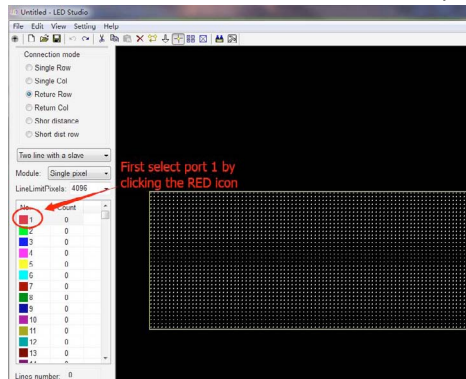 Untitled - LED Studio
File Edit View Setting Help
Connection mode
Single Row
Single Col
Roture Row
Return Col
Shor distance
Short dist row
Two line with a slave
Module: Single pixel
LineLimitPixels: 4096
First select port 1 by
clicking the RED icon
No. Count
1 0
2 0
3 0
4 0
5 0
6 0
7 0
8 0
9 0
10 0
11 0
12 0
13 0
Lines number: 0